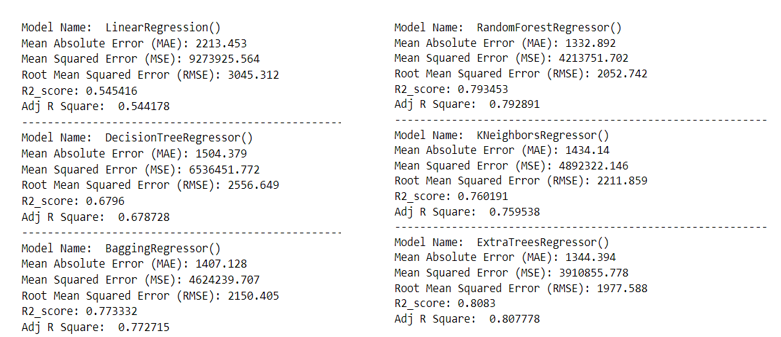 Model Name:  LinearRegression()
Mean Absolute Error (MAE): 2213.453
Mean Squared Error (MSE): 9273925.564
Root Mean Squared Error (RMSE): 3045.312
R2_score: 0.545416
Adj R Square:  0.544178
------------------------------------------------
Model Name:  DecisionTreeRegressor()
Mean Absolute Error (MAE): 1504.379
Mean Squared Error (MSE): 6536451.772
Root Mean Squared Error (RMSE): 2556.649
R2_score: 0.6796
Adj R Square:  0.678728
------------------------------------------------
Model Name:  BaggingRegressor()
Mean Absolute Error (MAE): 1407.128
Mean Squared Error (MSE): 4624239.707
Root Mean Squared Error (RMSE): 2150.405
R2_score: 0.773332
Adj R Square:  0.772715
Model Name:  RandomForestRegressor()
Mean Absolute Error (MAE): 1332.892
Mean Squared Error (MSE): 4213751.702
Root Mean Squared Error (RMSE): 2052.742
R2_score: 0.793453
Adj R Square:  0.792891
--------------------------------------------------------
Model Name:  KNeighborsRegressor()
Mean Absolute Error (MAE): 1434.14
Mean Squared Error (MSE): 4892322.146
Root Mean Squared Error (RMSE): 2211.859
R2_score: 0.760191
Adj R Square:  0.759538
--------------------------------------------------------
Model Name:  ExtraTreesRegressor()
Mean Absolute Error (MAE): 1344.394
Mean Squared Error (MSE): 3910855.778
Root Mean Squared Error (RMSE): 1977.588
R2_score: 0.8083
Adj R Square:  0.807778